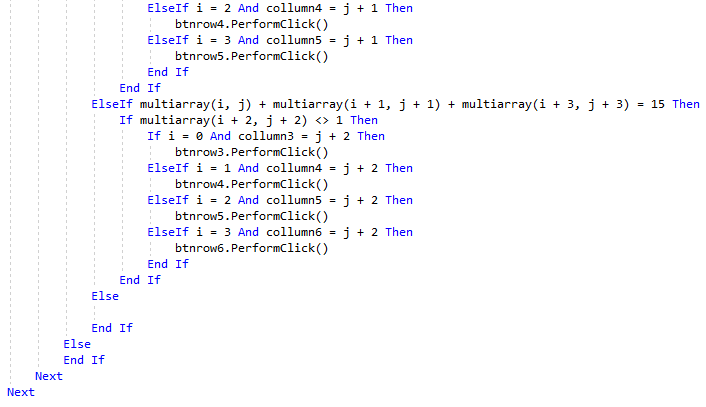 ElseIf i = 2 And collumn4 = j + 1 Then
btnrow4.PerformClick()
ElseIf i = 3 And collumn5 = j + 1 Then
btnrow5.PerformClick()
End If
End If
ElseIf multiarray(i, j) + multiarray(i + 1, j + 1) + multiarray(i + 3, j + 3) = 15 Then
If multiarray(i + 2, j + 2) <> 1 Then
If i = 0 And collumn3 = j + 2 Then
btnrow3.PerformClick()
ElseIf i = 1 And collumn4 = j + 2 Then
btnrow4.PerformClick()
ElseIf i = 2 And collumn5 = j + 2 Then
btnrow5.PerformClick()
ElseIf i = 3 And collumn6 = j + 2 Then
btnrow6.PerformClick()
End If
End If
Else
End If
Else
End If
Next
Next